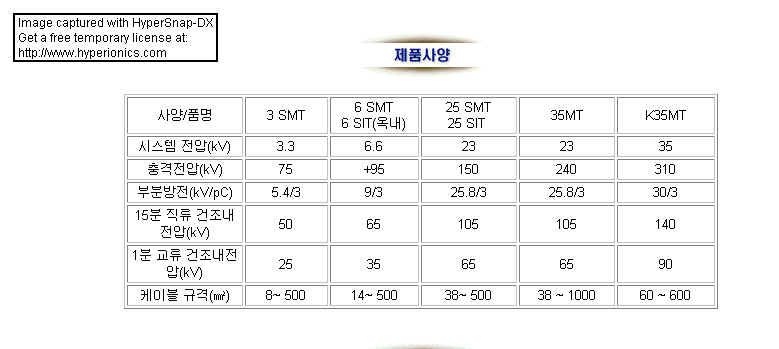 Image captured with HyperSnap-DX
Get a free temporary license at:
http://www.hyperionics.com
제품사양
사양/품명 3 SMT 6 SMT 6 SIT(옥내) 25 SMT 25 SIT 35MT K35MT
시스템 전압(kV) 3.3 6.6 23 23 35
충격전압(kV) 75 +95 150 240 310
부분방전(kV/pC) 5.4/3 9/3 25.8/3 25.8/3 30/3
15분 직류 건조내전압(kV) 50 65 105 105 140
1분 교류 건조내전압(kV) 25 35 65 65 90
케이블 규격(㎟) 8~ 500 14~ 500 38~ 500 38 ~ 1000 60 ~ 600